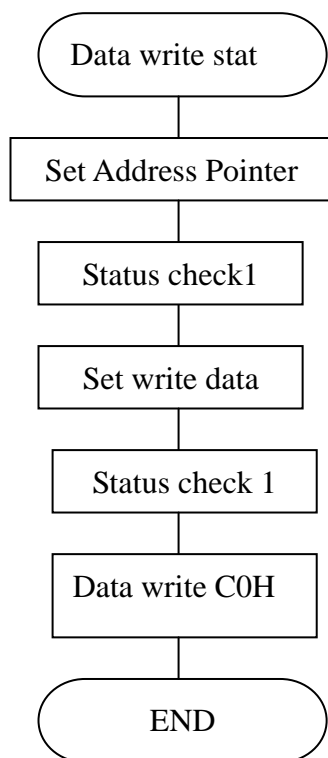 Data write stat
Set Address Pointer
Status check1
Set write data
Status check 1
Data write C0H
END